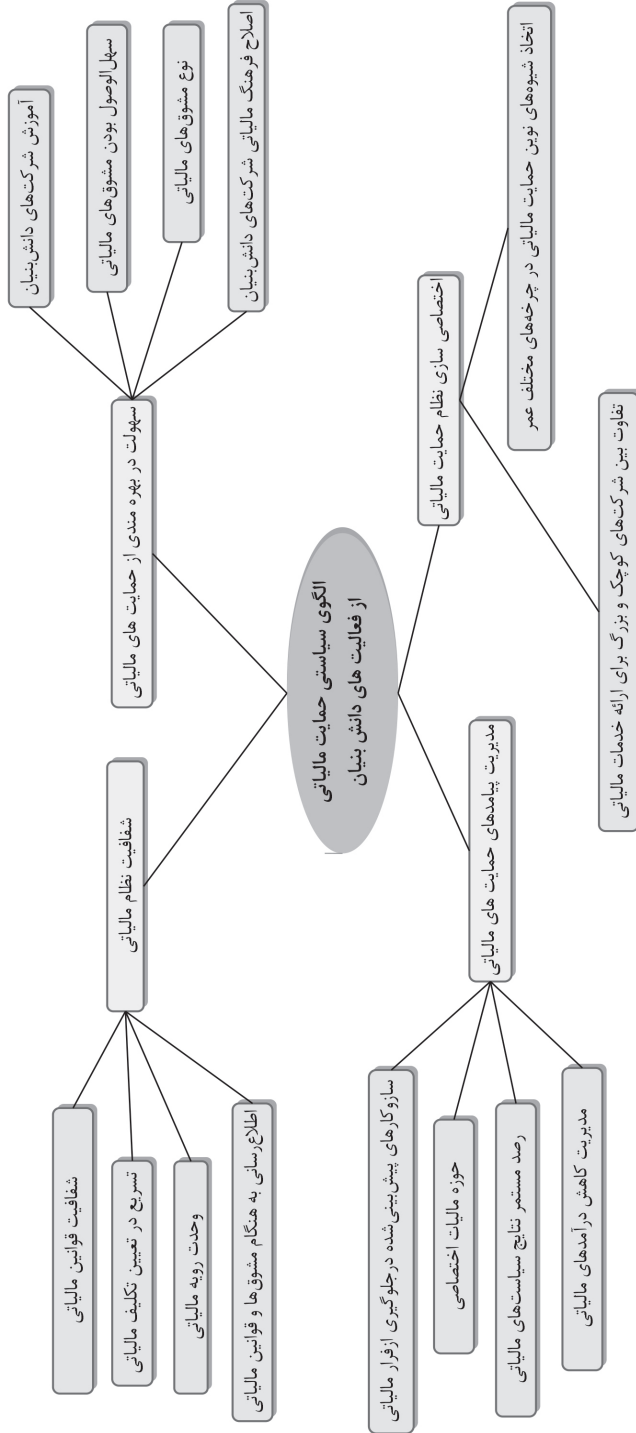 الگوی سیاستی حمایت مالیاتی
از فعالیت های دانش بنیان
سهولت در بهره مندی از حمایت های مالیاتی
آموزش شرکت‌های دانش‌بنیان
سهل‌الوصول بودن مشوق‌های مالیاتی
نوع مشوق‌های مالیاتی
اصلاح فرهنگ مالیاتی شرکت‌های دانش‌بنیان
اختصاصی سازی نظام حمایت مالیاتی
اتخاذ شیوه‌های نوین حمایت مالیاتی در چرخه‌های مختلف عمر
تفاوت بین شرکت‌های کوچک و بزرگ برای ارائه خدمات مالیاتی
شفافیت نظام مالیاتی
شفافیت قوانین مالیاتی
تسریع در تعیین تکلیف مالیاتی
وحدت رویه مالیاتی
اطلاع‌رسانی به هنگام مشوق‌ها و قوانین مالیاتی
مدیریت پیامدهای حمایت های مالیاتی
سازوکارهای پیش‌بینی‌شده درجلوگیری ازفرار مالیاتی
حوزه مالیات اختصاصی
رصد مستمر نتایج سیاست‌های مالیاتی
مدیریت کاهش درآمدهای مالیاتی